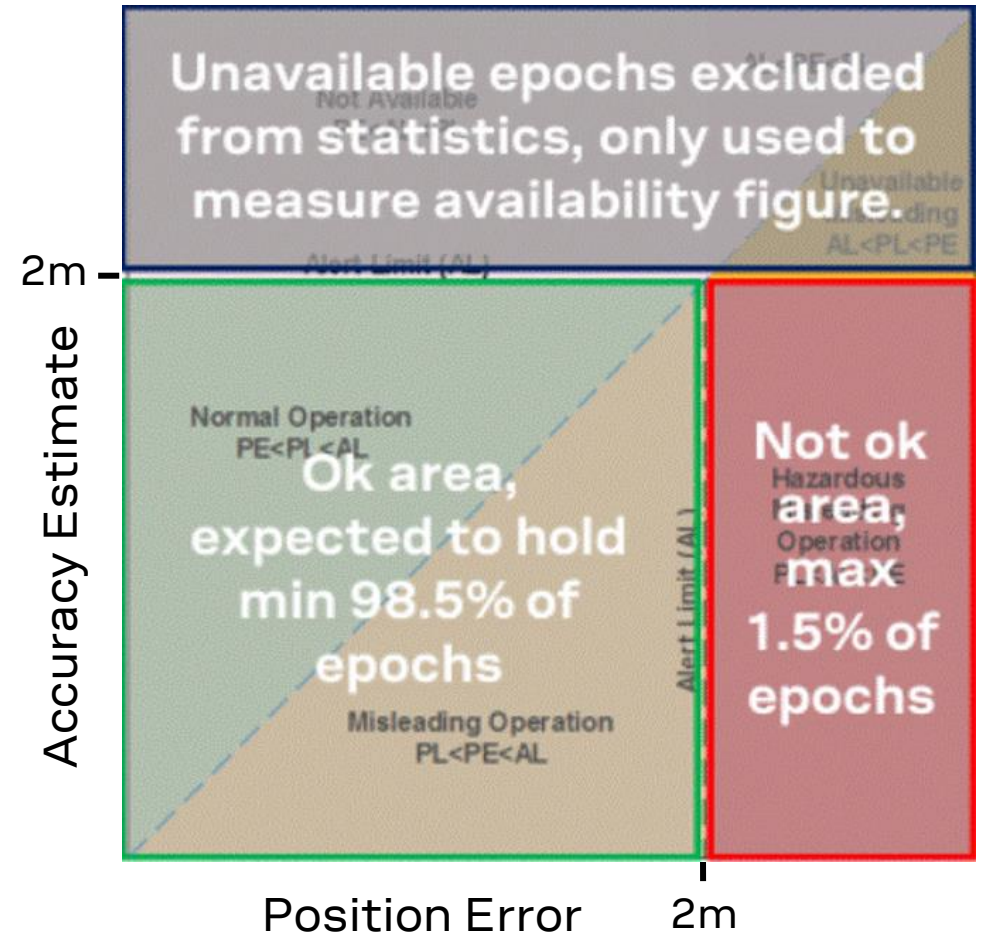 Unavailable epochs excluded
from statistics, only used to
measure availability figure.
Not Available
Unavailable
Misleading
AL<PL<PE
Alert Limit (AL)
2m
Accuracy Estimate
Normal Operation
PE<PL<AL
Ok area,
expected to hold
min 98.5% of
epochs
Misleading Operation
PL<PE<AL
Alert Limit (AL)
Not ok
area,
max
1.5% of
epochs
Hazardous
Operation
Position Error
2m